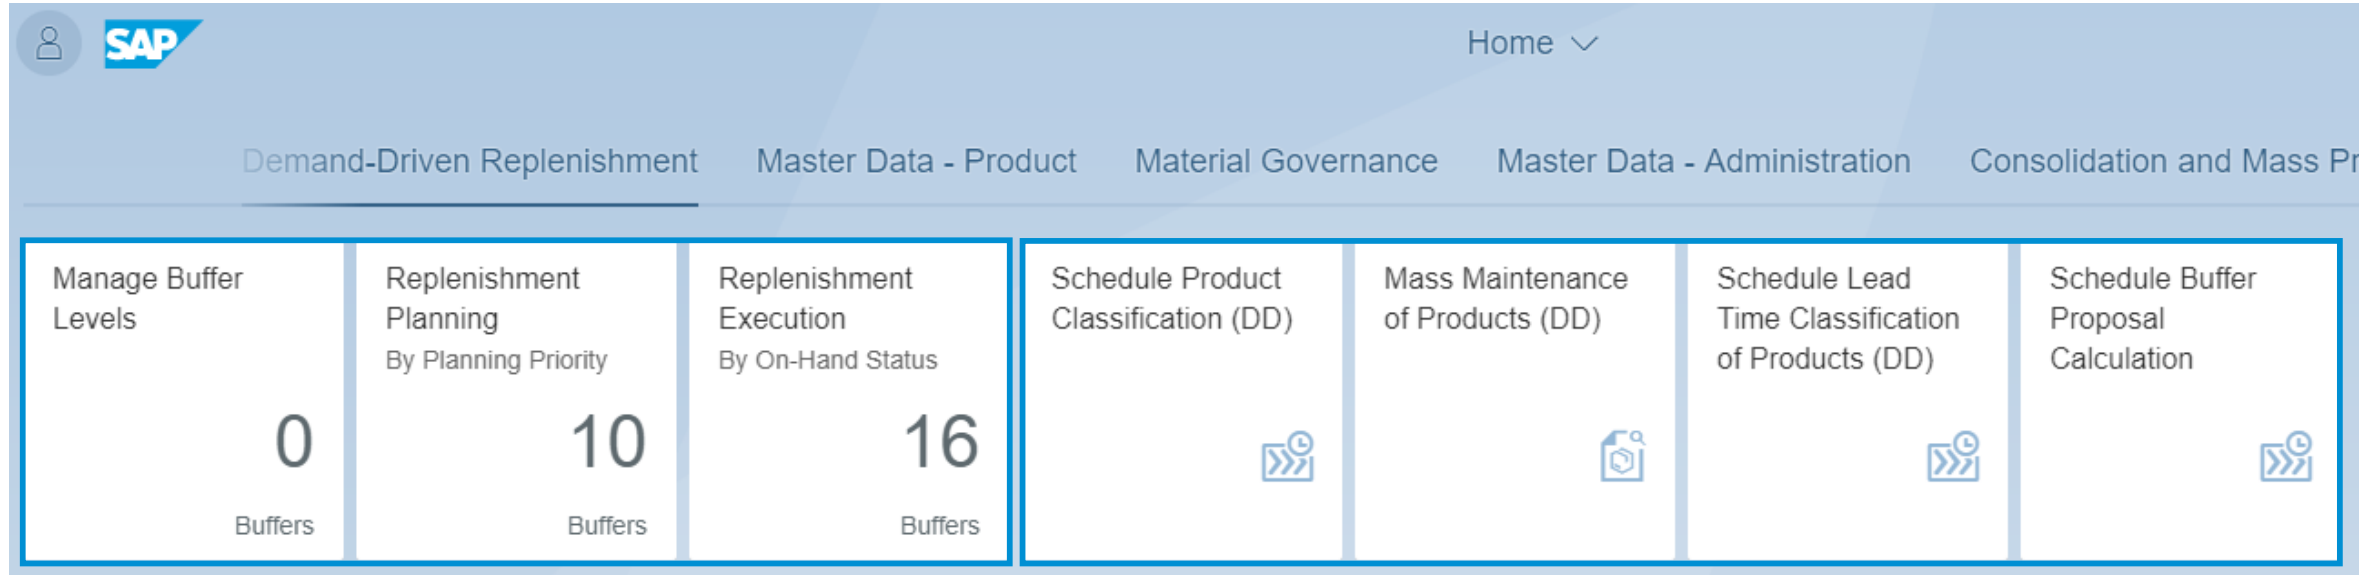 SAP
Home
Demand-Driven Replenishment Master Data - Product Material Governance Master Data - Administration Consolidation and Mass Pr
Manage Buffer
Levels
0
Buffers
Replenishment
Planning
By Planning Priority
10
Buffers
Replenishment
Execution
By On-Hand Status
16
Buffers
Schedule Product
Classification (DD)
Mass Maintenance
of Products (DD)
Schedule Lead
Time Classification
of Products (DD)
Schedule Buffer
Proposal
Calculation